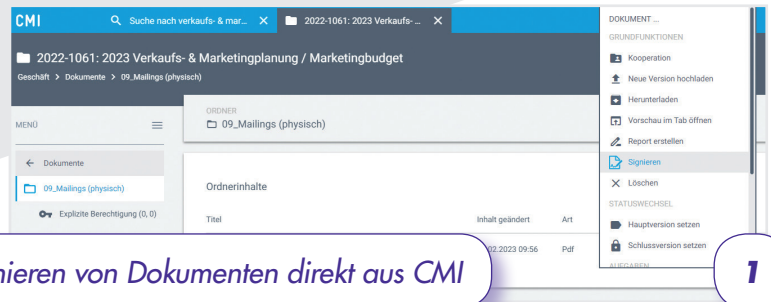 CMI
Suche nach verkaufs- & mar... X
2022-1061: 2023 Verkaufs- ... X
2022-1061: 2023 Verkaufs- & Marketingplanung / Marketingbudget
Geschäft > Dokumente > 09_Mailings (physisch)
MENÜ
← Dokumente
09_Mailings (physisch)
Explizite Berechtigung (0, 0)
ORDNER
09_Mailings (physisch)
Ordnerinhalte
Titel Inhalt geändert Art
02.2023 09:56 Pdf
DOKUMENT ...
GRUNDFUNKTIONEN
Kooperation
Neue Version hochladen
Herunterladen
Vorschau im Tab öffnen
Report erstellen
Signieren
Löschen
STATUSWECHSEL
Hauptversion setzen
Schlussversion setzen
AUFGABEN
nieren von Dokumenten direkt aus CMI
1